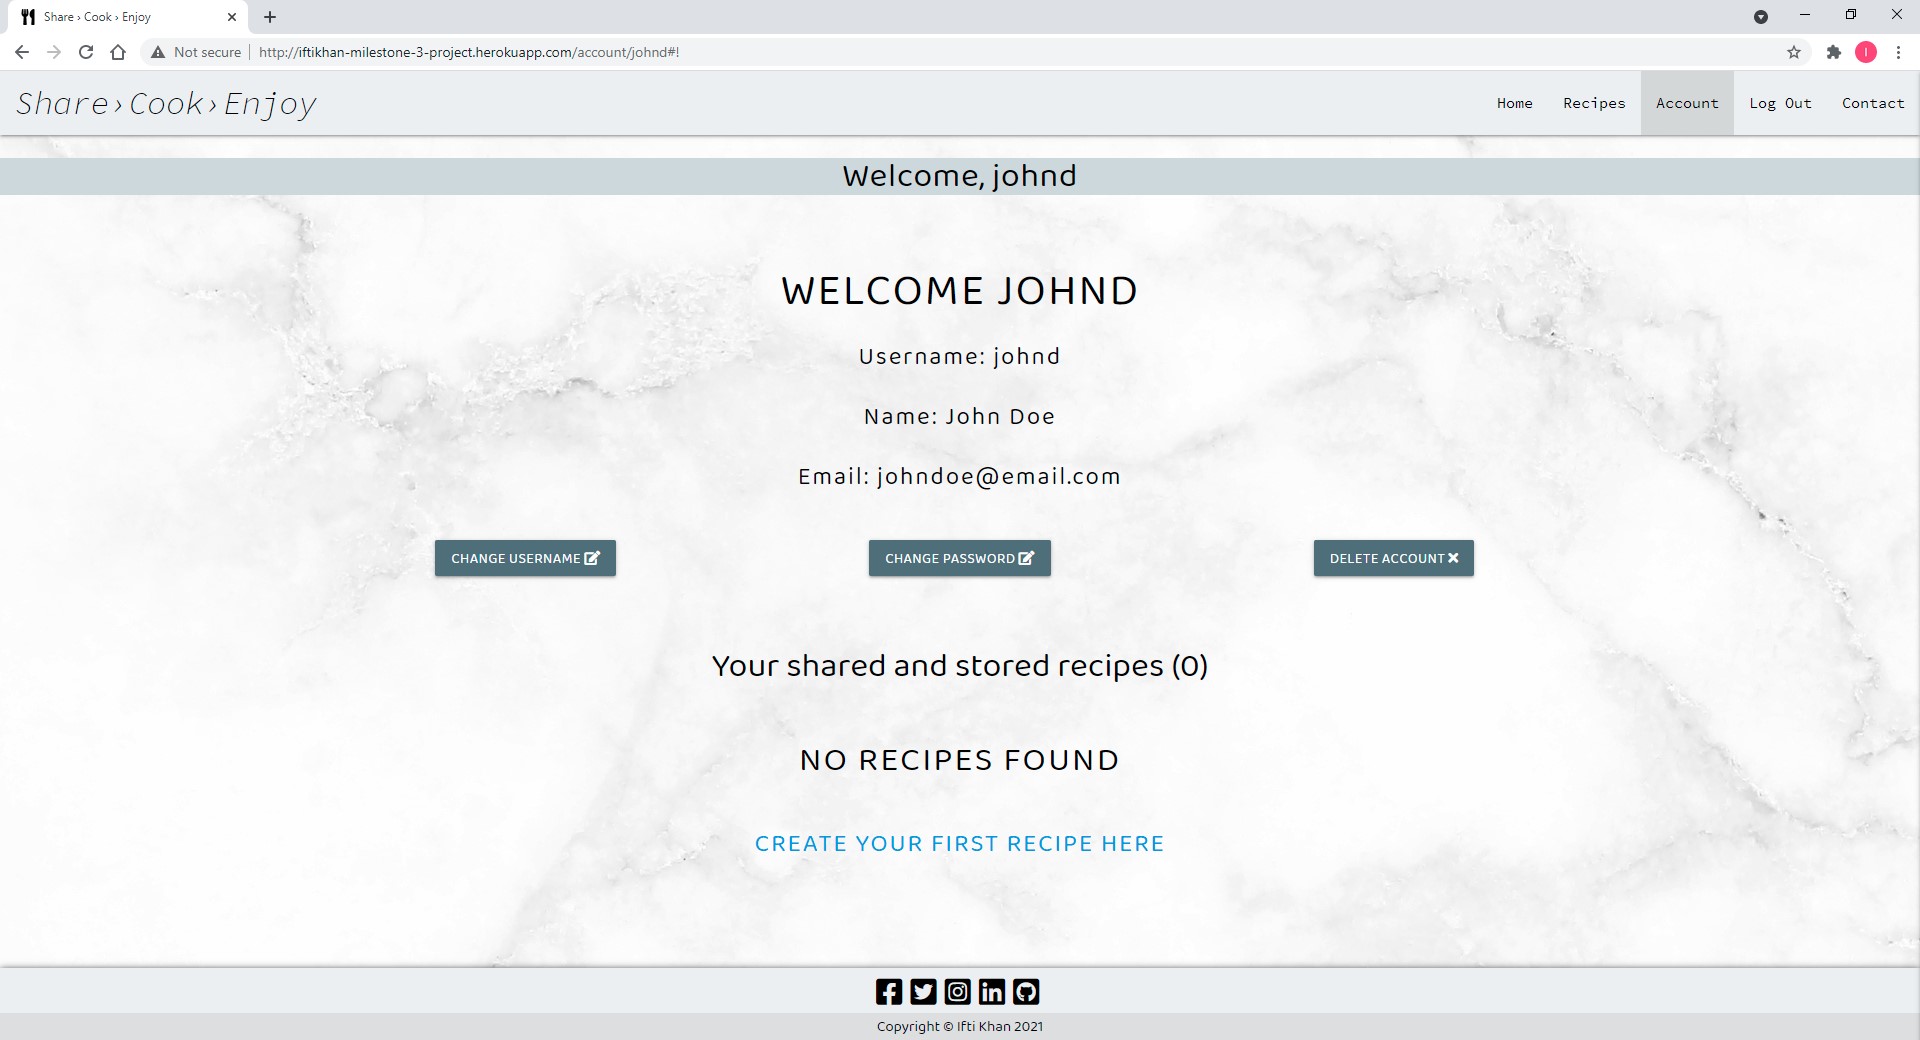 Share › Cook › Enjoy
Not secure | http://iftikhan-milestone-3-project.herokuapp.com/account/johnd#!
I
Share›Cook›Enjoy
Home Recipes Account Log Out Contact
Welcome, johnd
WELCOME JOHND
Username: johnd
Name: John Doe
Email: johndoe@email.com
CHANGE USERNAME CHANGE PASSWORD DELETE ACCOUNT
Your shared and stored recipes (0)
NO RECIPES FOUND
CREATE YOUR FIRST RECIPE HERE
Copyright © Ifti Khan 2021